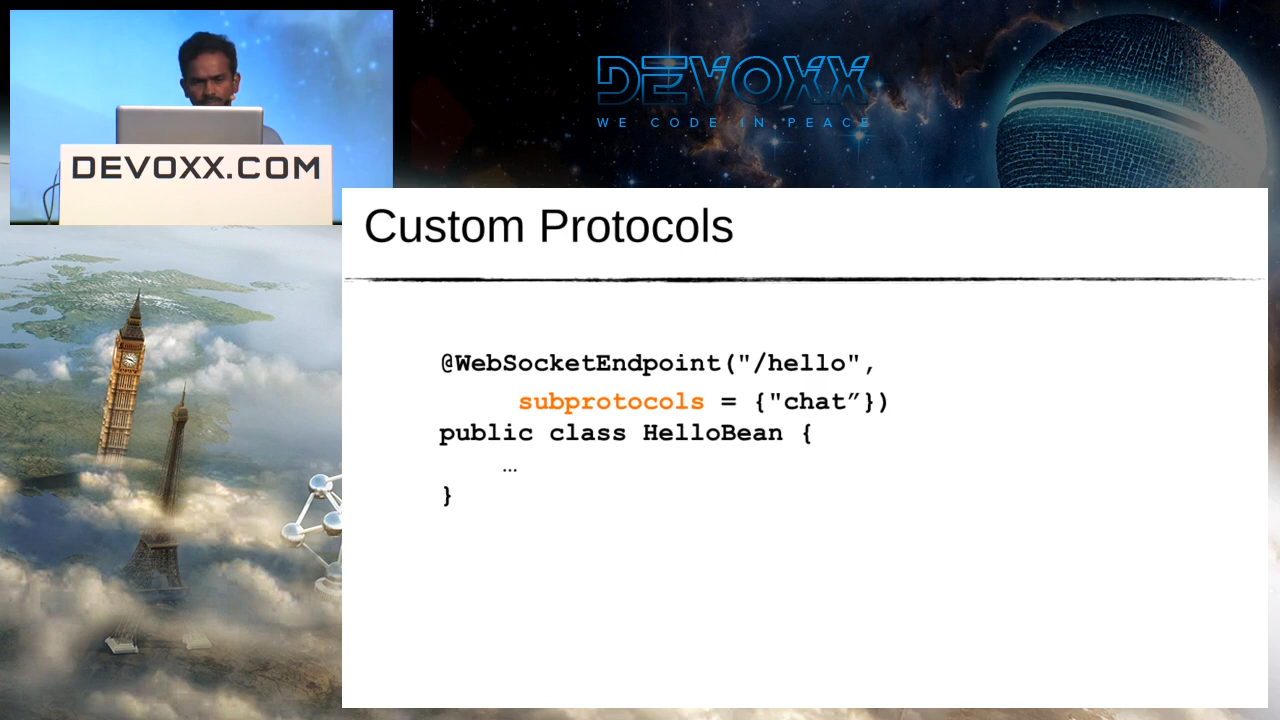 DEVOXX
WE CODE IN PEACE
DEVOXX.COM
Custom Protocols
@WebSocketEndpoint("/hello",
subprotocols = {"chat”})
public class HelloBean {
…
}